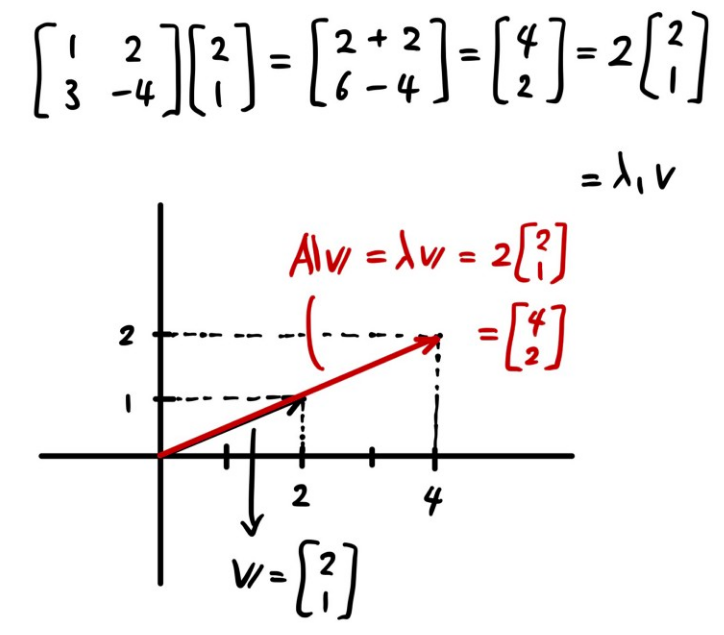 [1 2; 3 -4][2; 1] = [2 + 2; 6 - 4] = [4; 2] = 2[2; 1]
= λ₁ v
A v = λ v = 2[2; 1]
= [4; 2]
2
1
2
4
v = [2; 1]